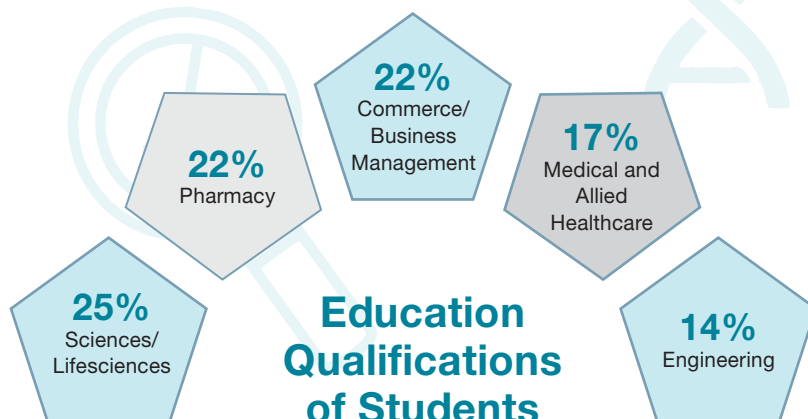 22%
Commerce/
Business
Management
22%
Pharmacy
17%
Medical and
Allied
Healthcare
25%
Sciences/
Lifesciences
14%
Engineering
Education
Qualifications
of Students